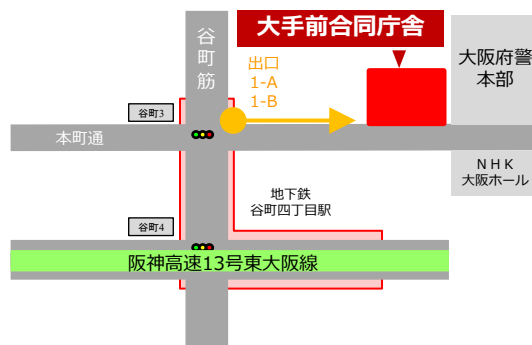 大手前合同庁舎
谷町筋
大阪府警
本部
出口
1-A
1-B
谷町3
本町通
NHK
大阪ホール
地下鉄
谷町四丁目駅
谷町4
阪神高速13号東大阪線